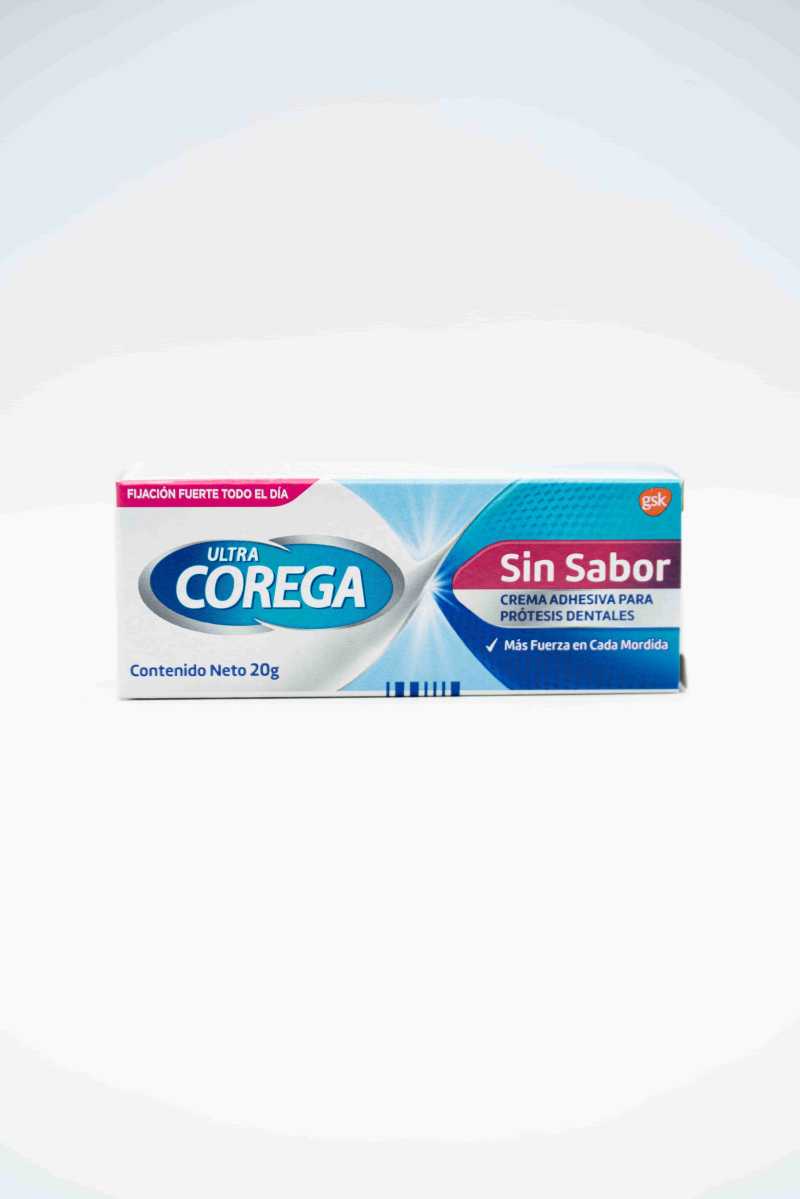 FIJACIÓN FUERTE TODO EL DÍA
ULTRA
COREGA
Contenido Neto 20g
gsk
Sin Sabor
CREMA ADHESIVA PARA
PRÓTESIS DENTALES
✓ Más Fuerza en Cada Mordida